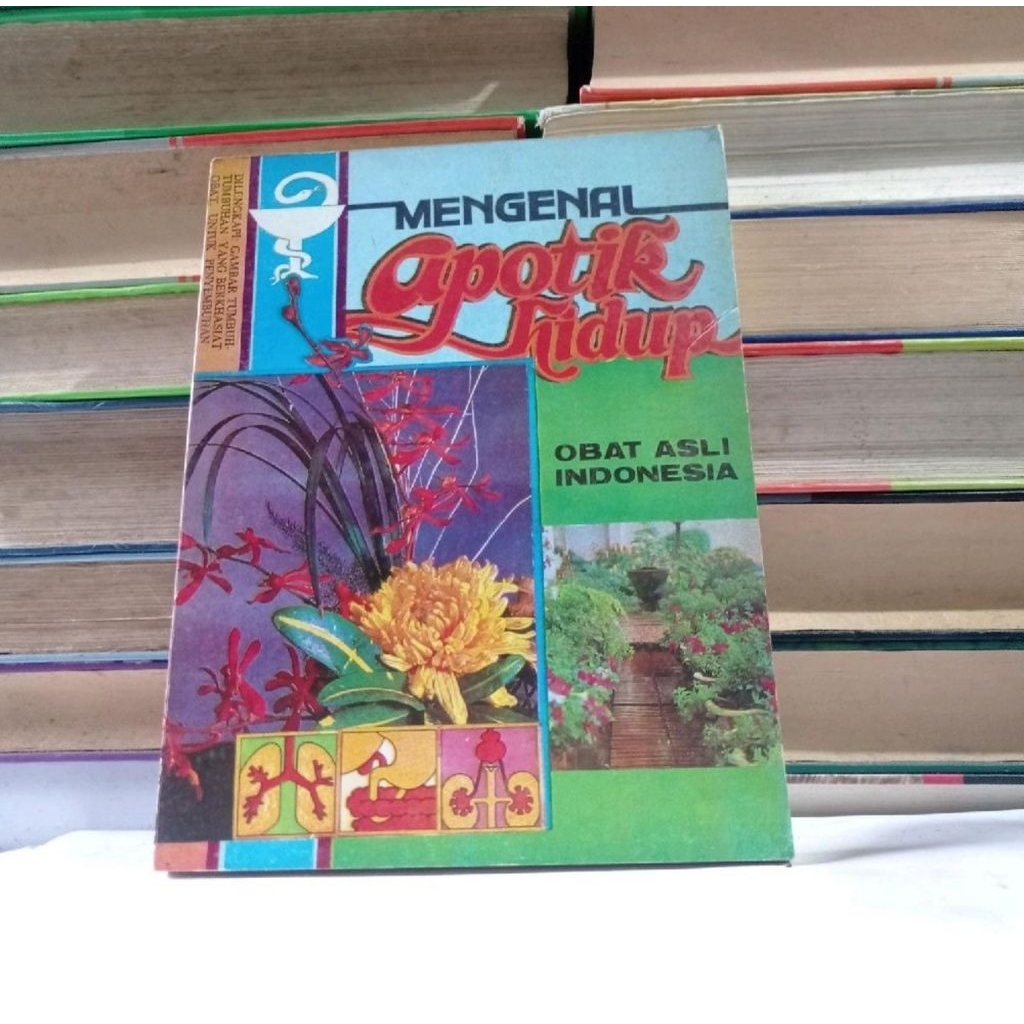 DILENGKAPI GAMBAR TUMBUH-
TUMBUHAN YANG BERKHASIAT
OBAT UNTUK PENYEMBUHAN
MENGENAL
apotik
hidup
OBAT ASLI
INDONESIA